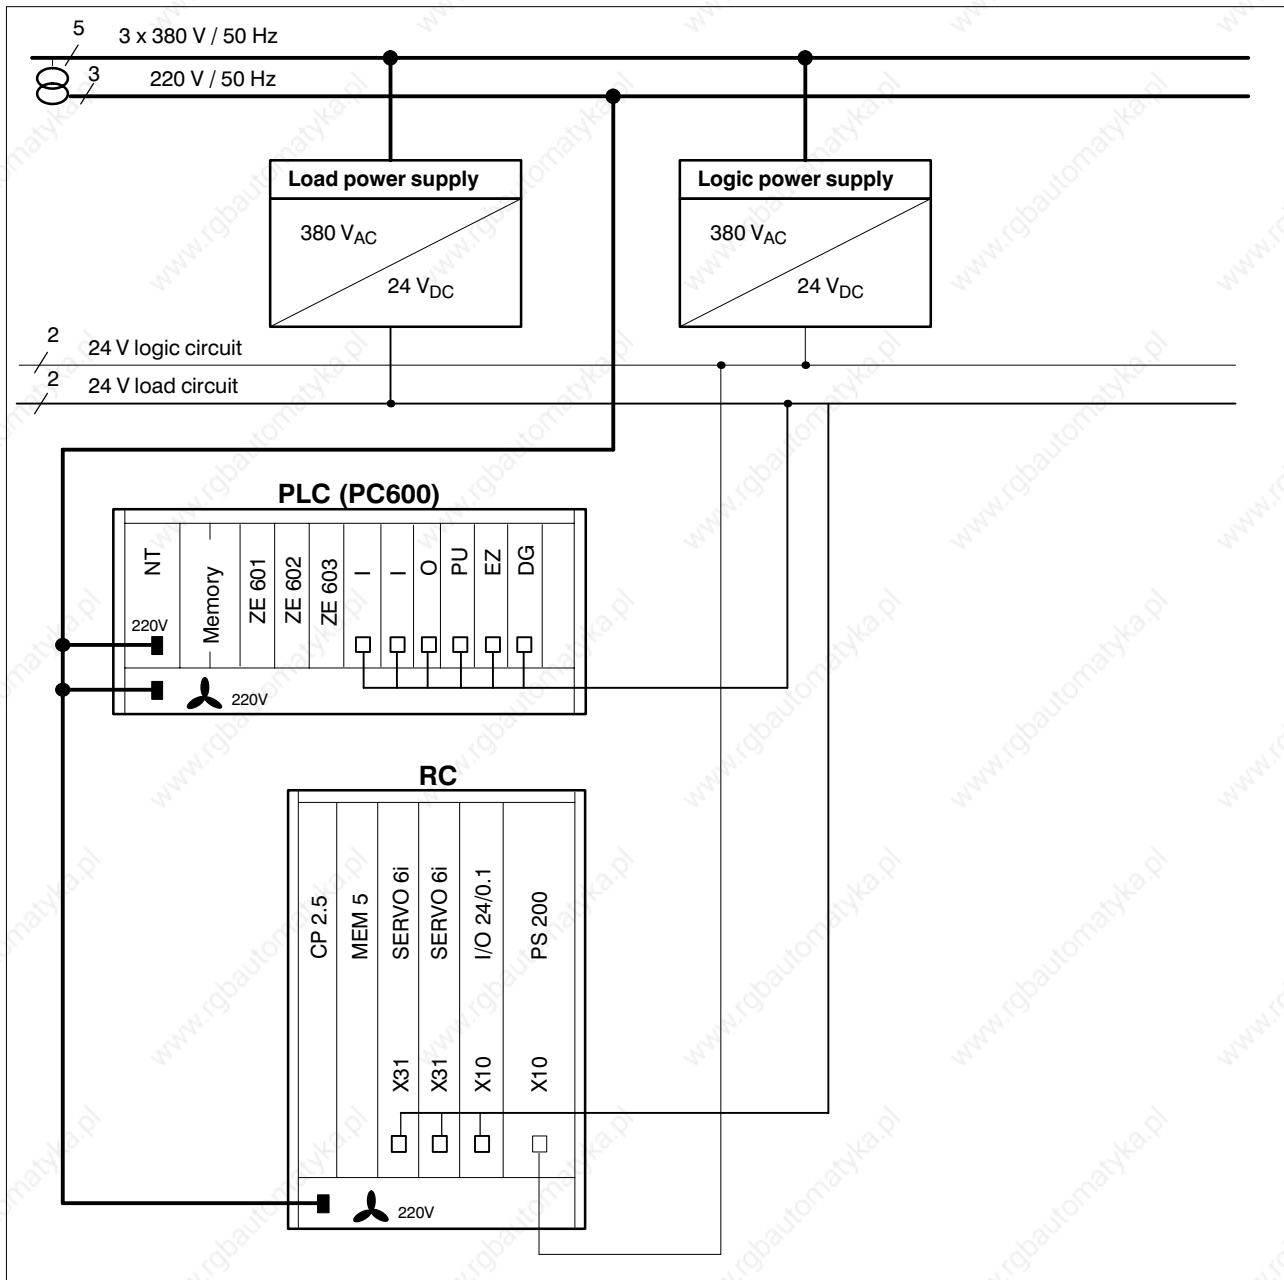 5
3 x 380 V / 50 Hz
3
220 V / 50 Hz
Load power supply
380 VAC
24 VDC
Logic power supply
380 VAC
24 VDC
2
24 V logic circuit
2
24 V load circuit
PLC (PC600)
NT
Memory
ZE 601
ZE 602
ZE 603
I
I
O
PU
EZ
DG
220V
220V
RC
CP 2.5
MEM 5
SERVO 6i
SERVO 6i
I/O 24/0.1
PS 200
X31
X31
X10
X10
220V
www.rgbautomatyka.pl